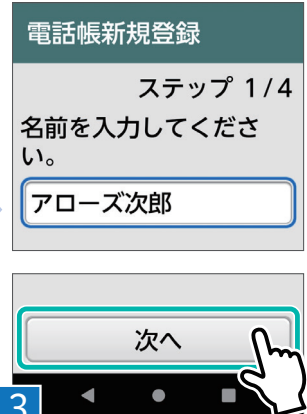 電話帳新規登録
ステップ 1/4
名前を入力してくださ
い。
アローズ次郎
次へ
3